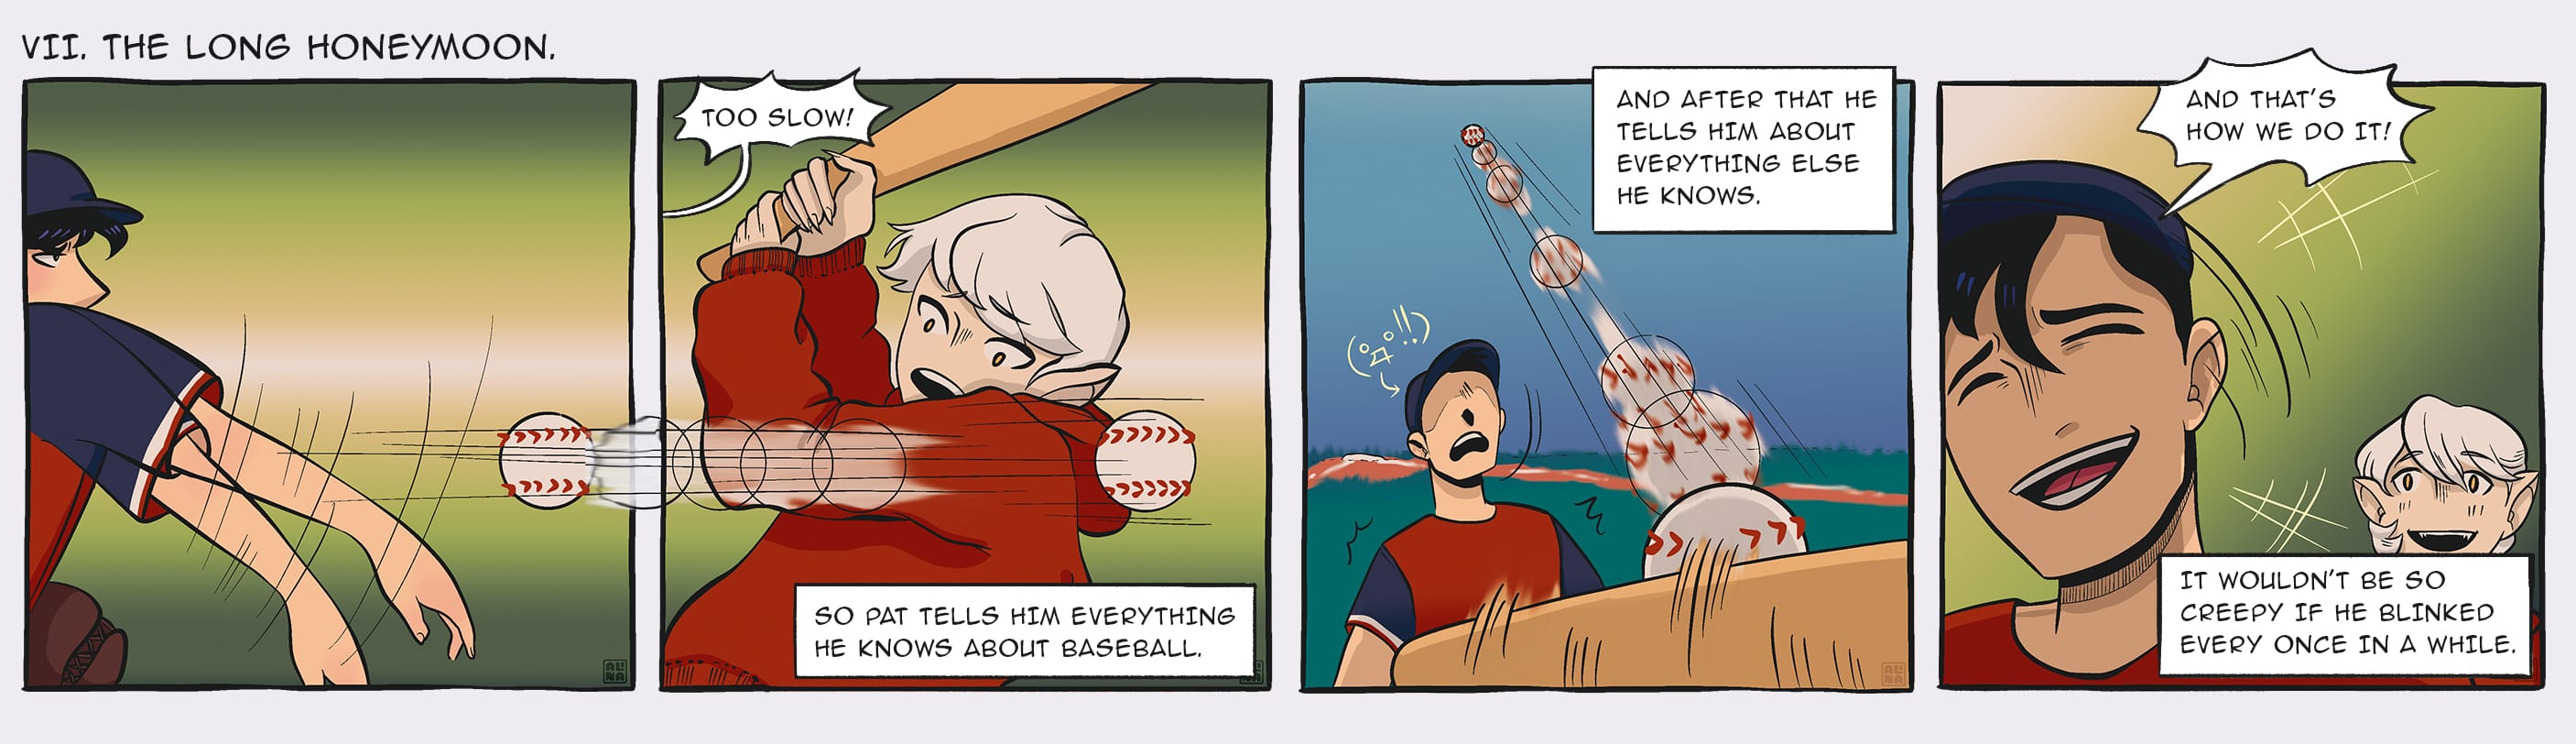 VII. THE LONG HONEYMOON.
TOO SLOW!
SO PAT TELLS HIM EVERYTHING
HE KNOWS ABOUT BASEBALL.
AND AFTER THAT HE
TELLS HIM ABOUT
EVERYTHING ELSE
HE KNOWS.
AND THAT'S
HOW WE DO IT!
IT WOULDN'T BE SO
CREEPY IF HE BLINKED
EVERY ONCE IN A WHILE.